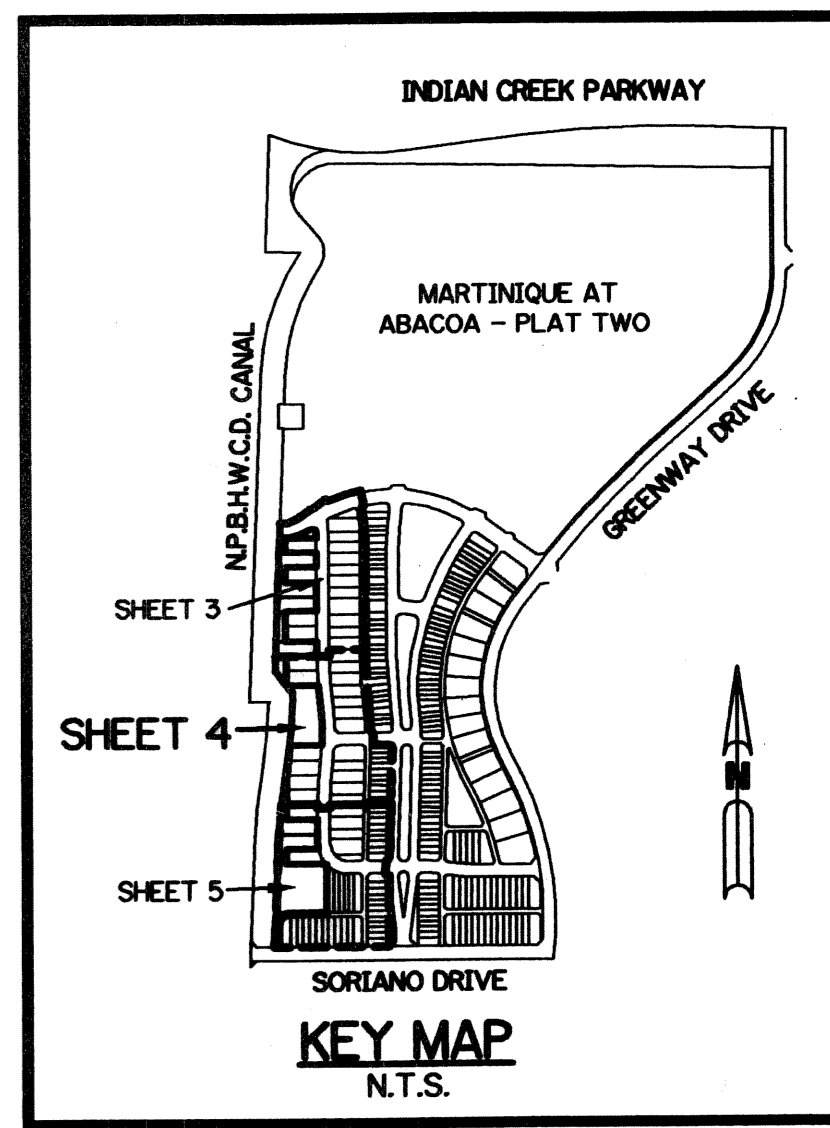 INDIAN CREEK PARKWAY
MARTINIQUE AT
ABACOA - PLAT TWO
N.P.B.H.W.C.D. CANAL
GREENWAY DRIVE
SHEET 3
SHEET 4
N
SHEET 5
SORIANO DRIVE
KEY MAP
N.T.S.